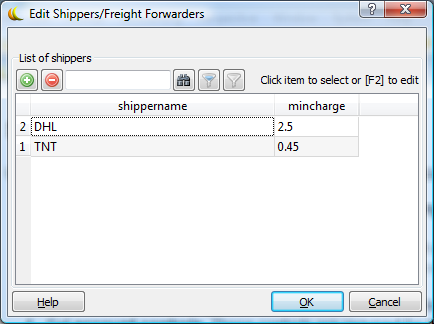 Edit Shippers/Freight Forwarders
?
List of shippers
Click item to select or [F2] to edit
shippername mincharge
2 DHL 2.5
1 TNT 0.45
Help OK Cancel